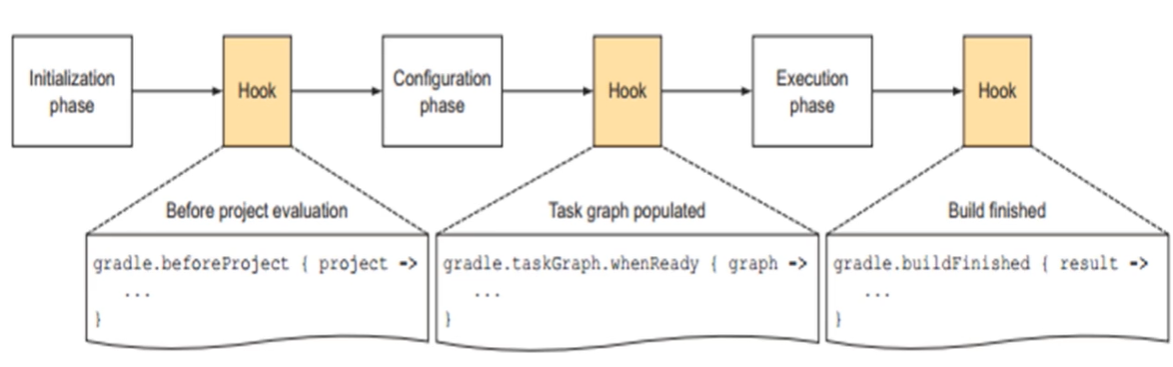 Initialization
phase
Hook
Configuration
phase
Hook
Execution
phase
Hook
Before project evaluation
gradle.beforeProject { project ->
...
}
Task graph populated
gradle.taskGraph.whenReady { graph ->
...
}
Build finished
gradle.buildFinished { result ->
...
}